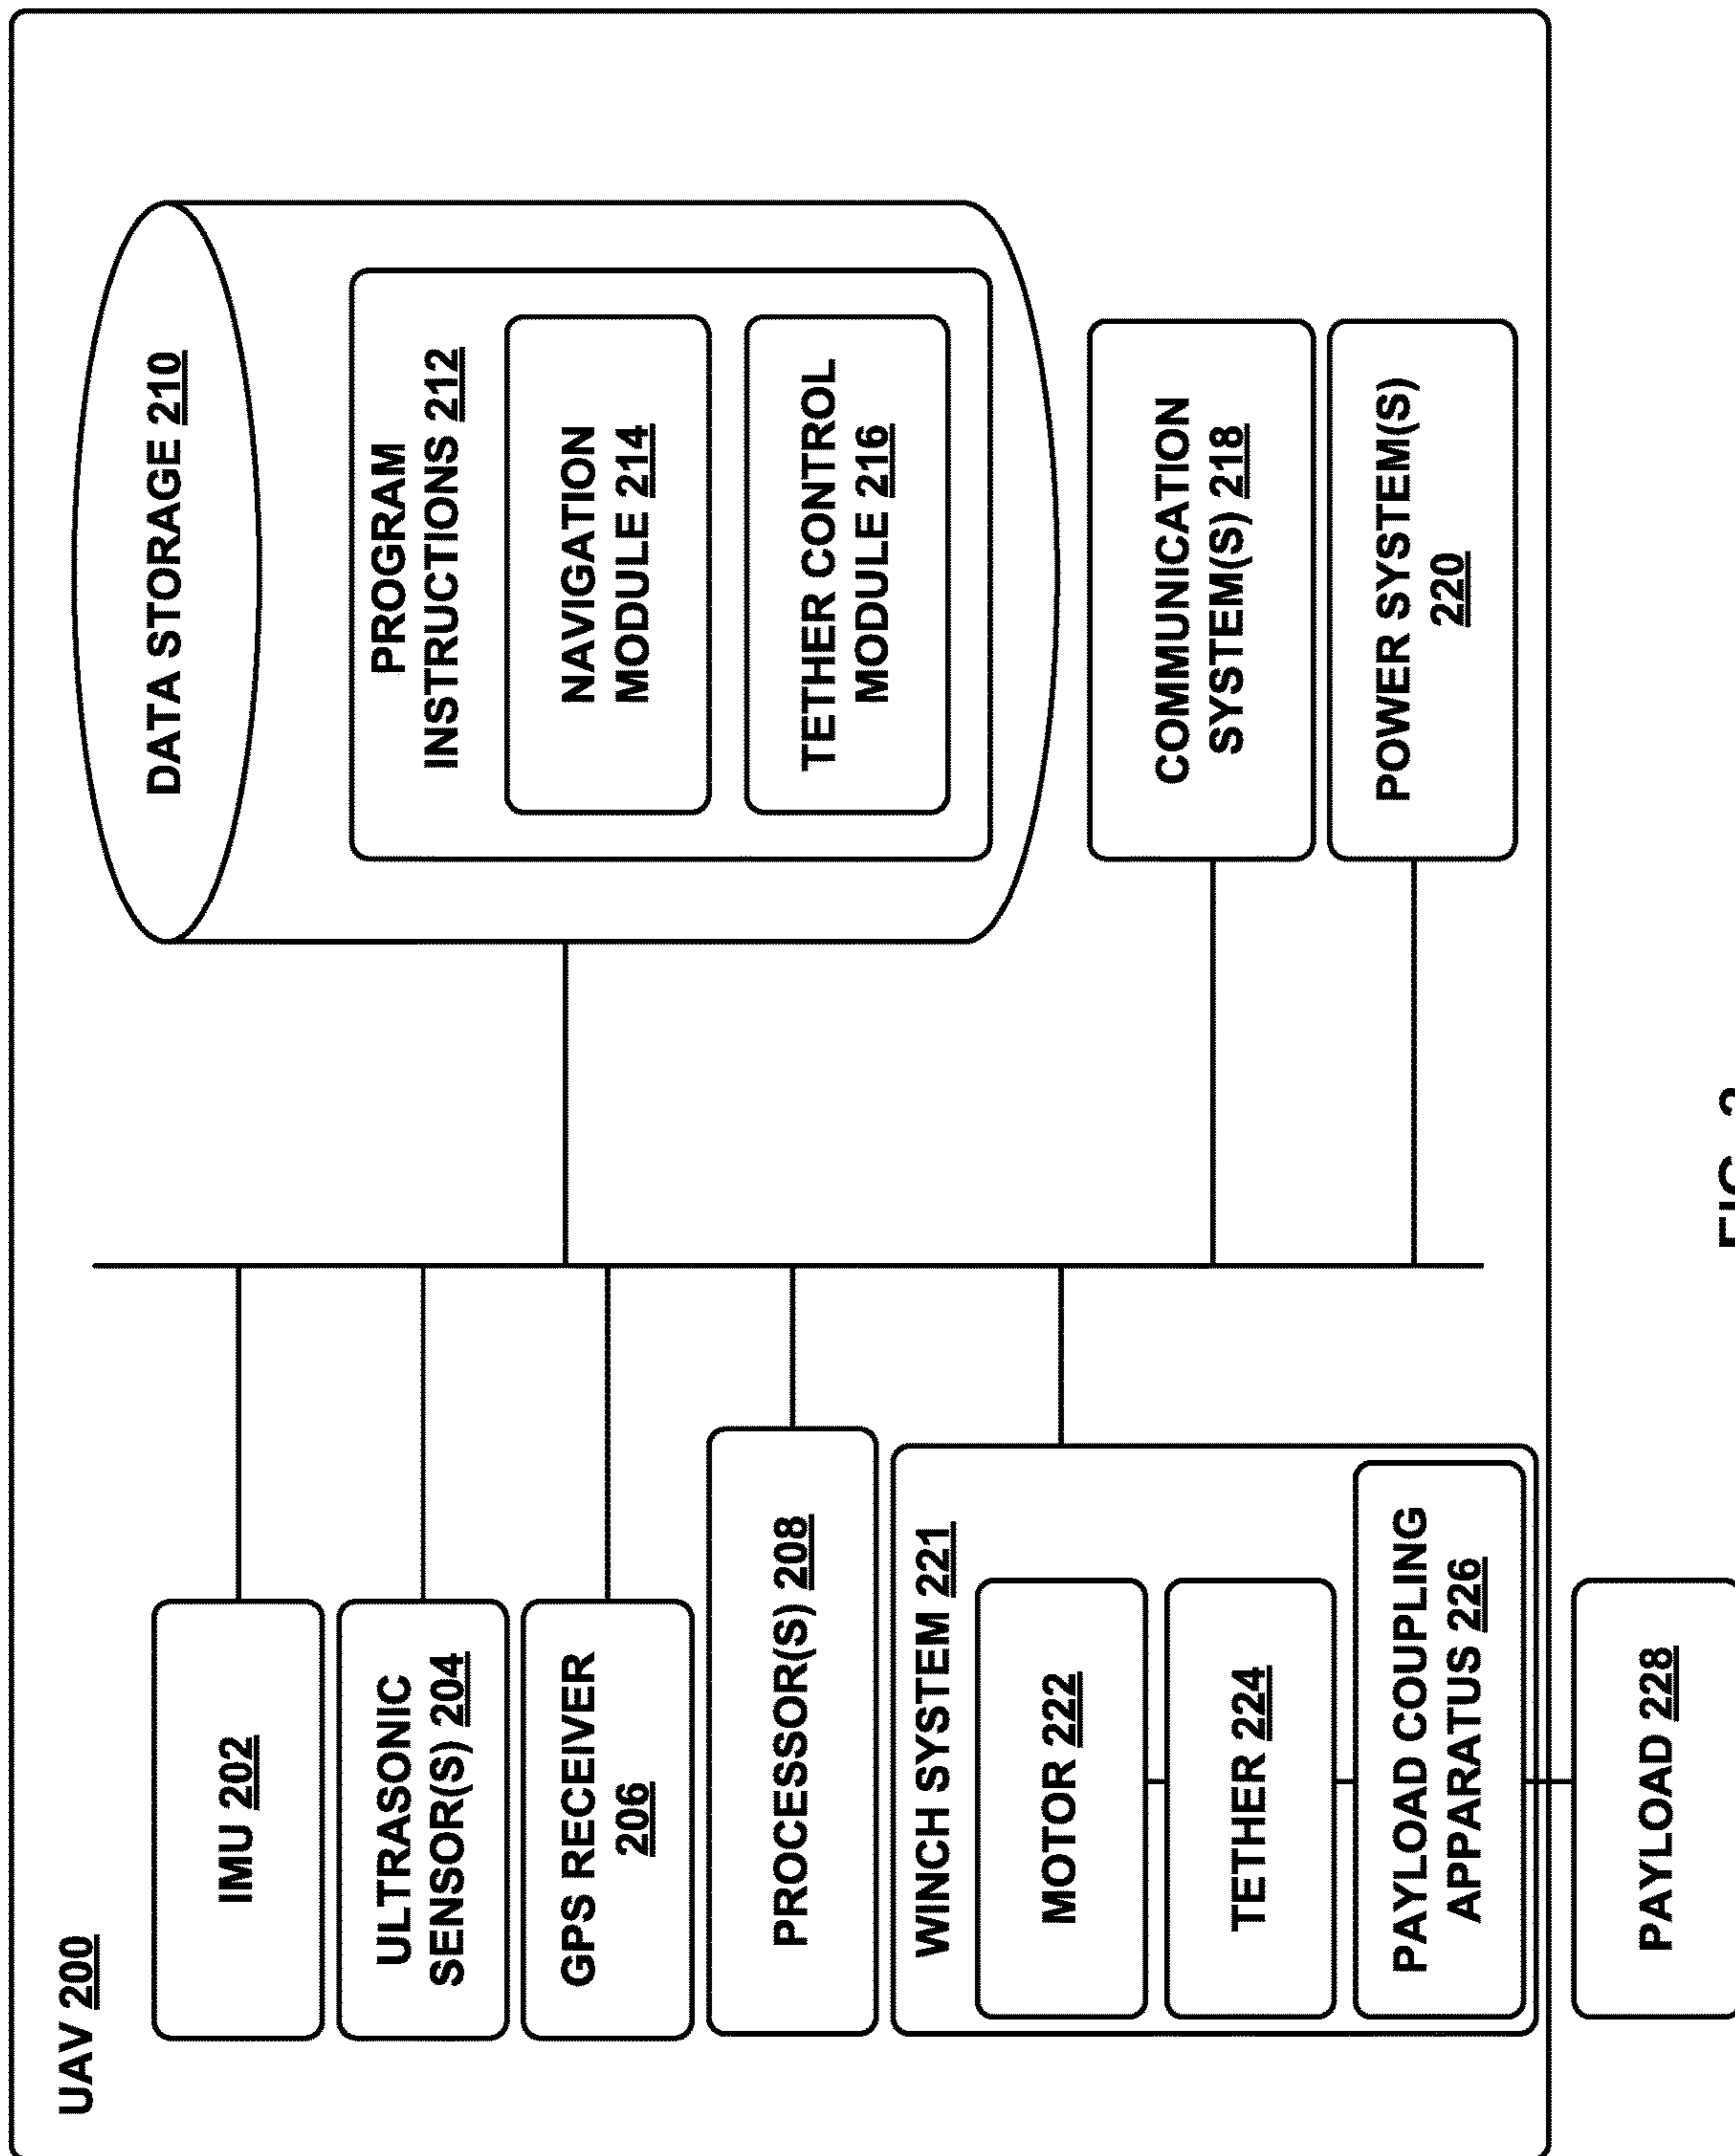 UAV 200
IMU 202
ULTRASONIC
SENSOR(S) 204
GPS RECEIVER
206
PROCESSOR(S) 208
WINCH SYSTEM 221
MOTOR 222
TETHER 224
PAYLOAD COUPLING
APPARATUS 226
PAYLOAD 228
DATA STORAGE 210
PROGRAM
INSTRUCTIONS 212
NAVIGATION
MODULE 214
TETHER CONTROL
MODULE 216
COMMUNICATION
SYSTEM(S) 218
POWER SYSTEM(S)
220
FIG.